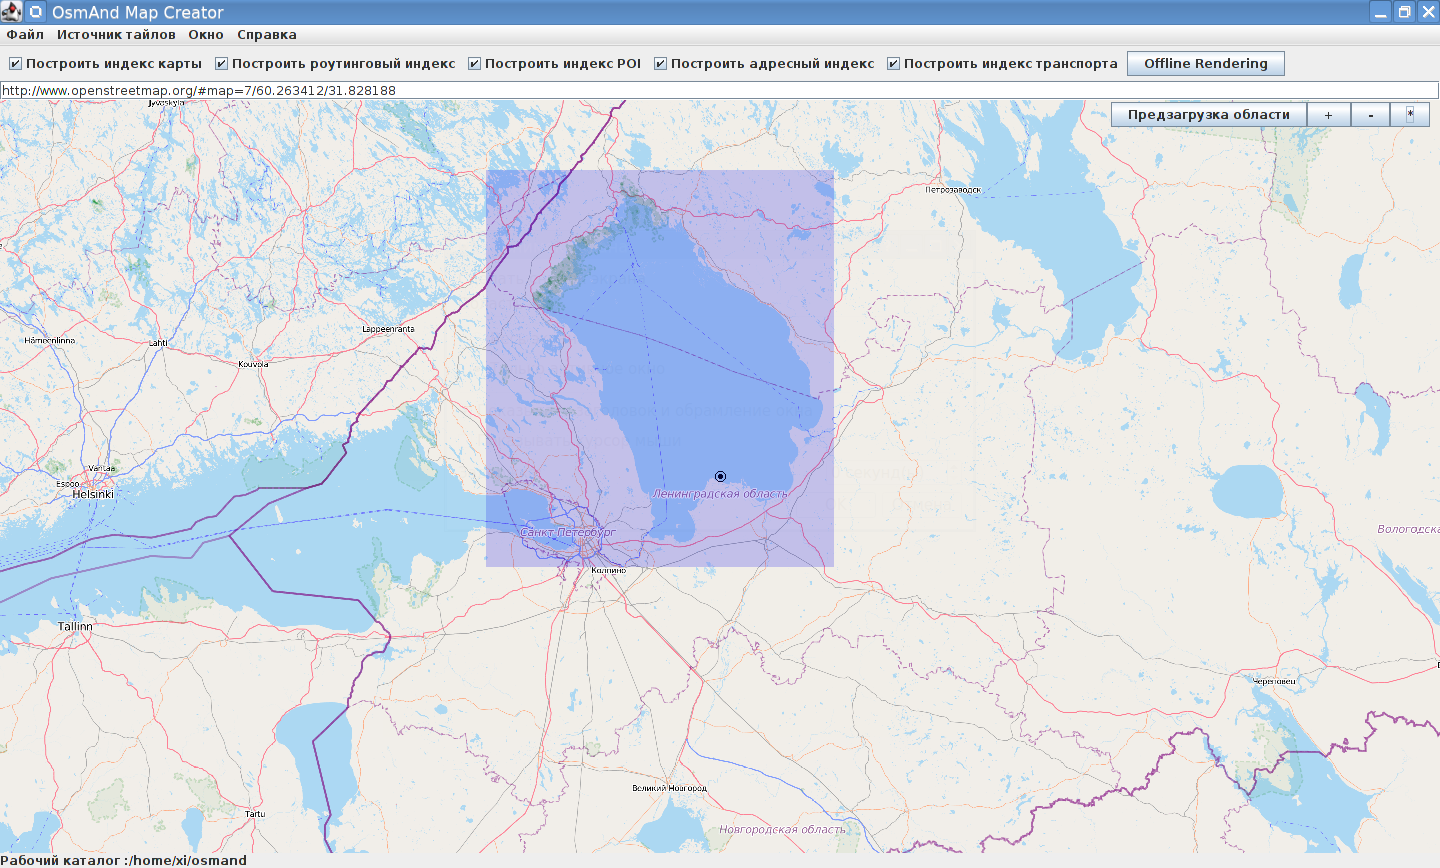 OsmAnd Map Creator
Файл Источник тайлов Окно Справка
Построить индекс карты Построить роутинговый индекс Построить индекс POI Построить адресный индекс Построить индекс транспорта Offline Rendering
http://www.openstreetmap.org/#map=7/60.263412/31.828188
Предзагрузка области + - *
Jyväskylä
Петрозаводск
Lappeenranta
Hämeenlinna
Lahti
Kouvola
Vantaa
Espoo
Helsinki
Ленинградская область
Санкт Петербург
Вологодска
Колпино
Tallinn
Череповец
Великий Новгород
Tartu
Новгородская область
Рабочий каталог :/home/xi/osmand